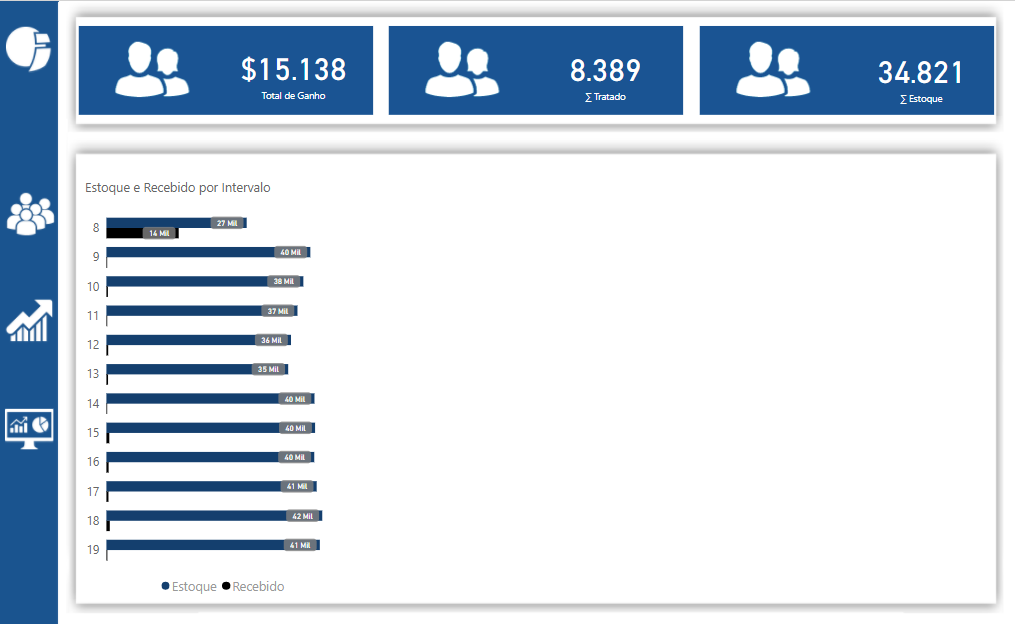 $15.138
Total de Ganho
8.389
∑ Tratado
34.821
∑ Estoque
Estoque e Recebido por Intervalo
8 27 Mil
14 Mil
9 40 Mil
10 38 Mil
11 37 Mil
12 36 Mil
13 35 Mil
14 40 Mil
15 40 Mil
16 40 Mil
17 41 Mil
18 42 Mil
19 41 Mil
Estoque Recebido